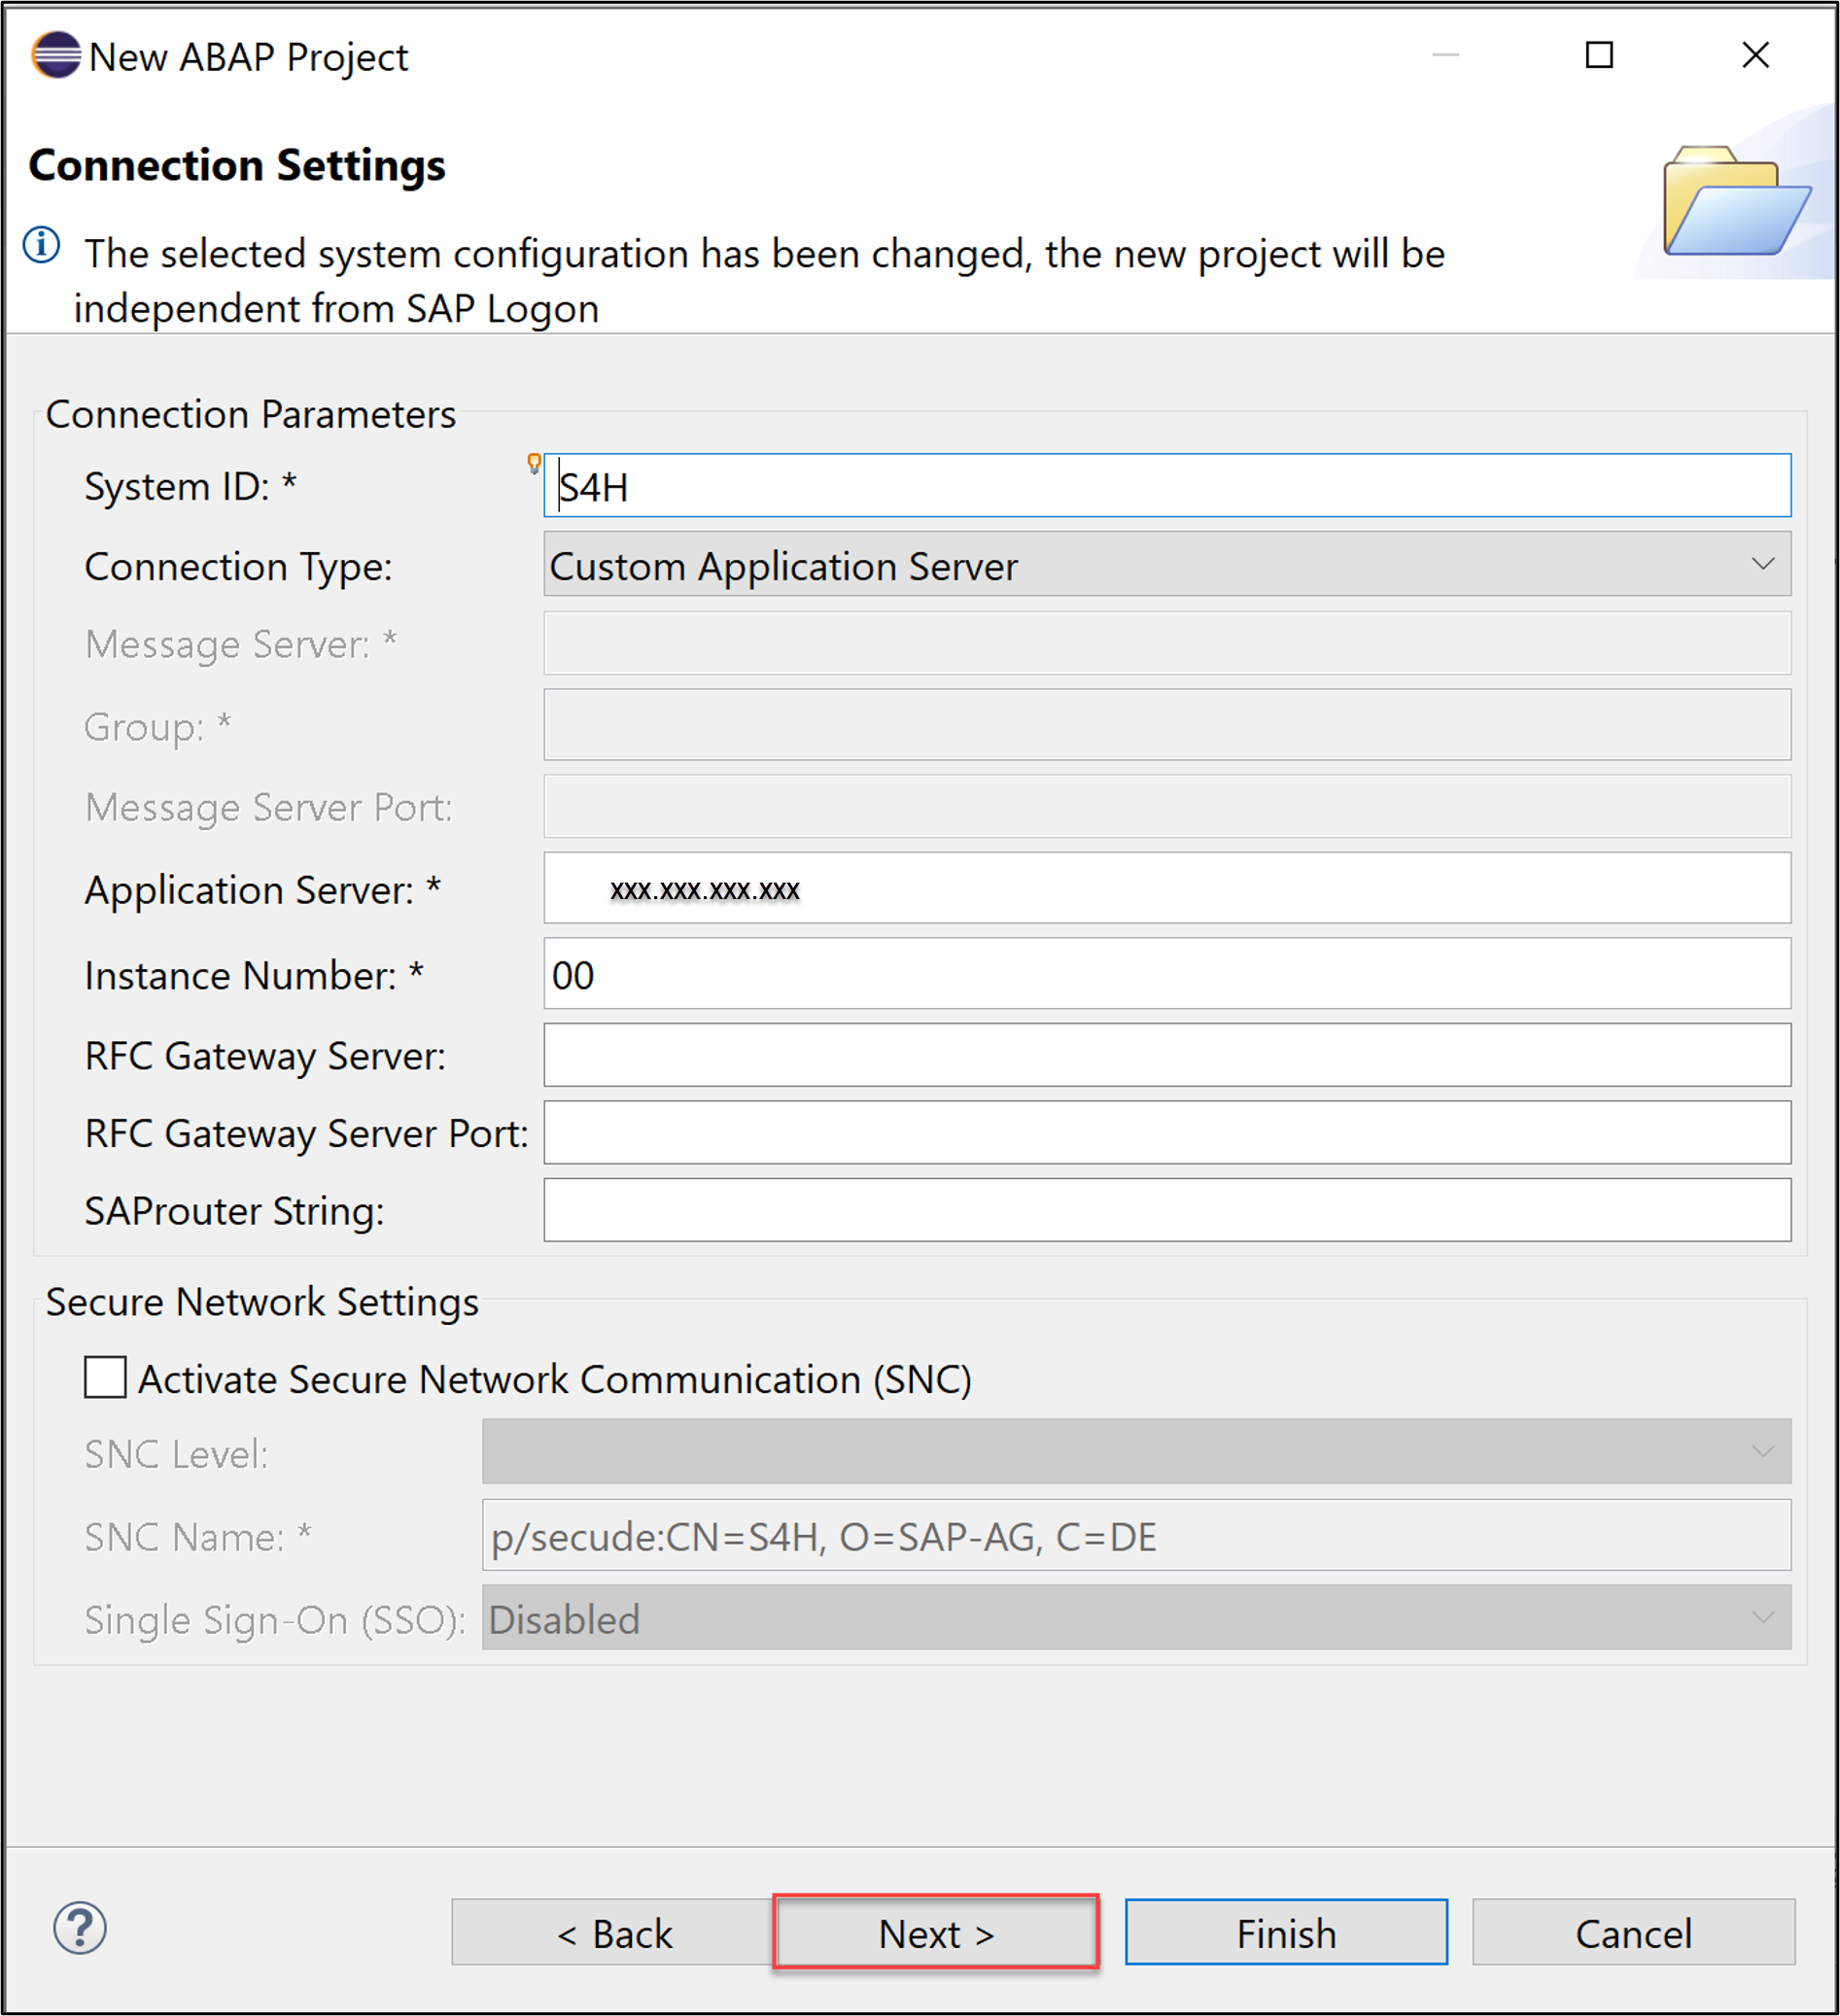 New ABAP Project
Connection Settings
The selected system configuration has been changed, the new project will be
independent from SAP Logon
Connection Parameters
System ID: * S4H
Connection Type: Custom Application Server
Message Server: *
Group: *
Message Server Port:
Application Server: * xxx.xxx.xxx.xxx
Instance Number: * 00
RFC Gateway Server:
RFC Gateway Server Port:
SAProuter String:
Secure Network Settings
Activate Secure Network Communication (SNC)
SNC Level:
SNC Name: * p/secude:CN=S4H, O=SAP-AG, C=DE
Single Sign-On (SSO): Disabled
< Back Next > Finish Cancel